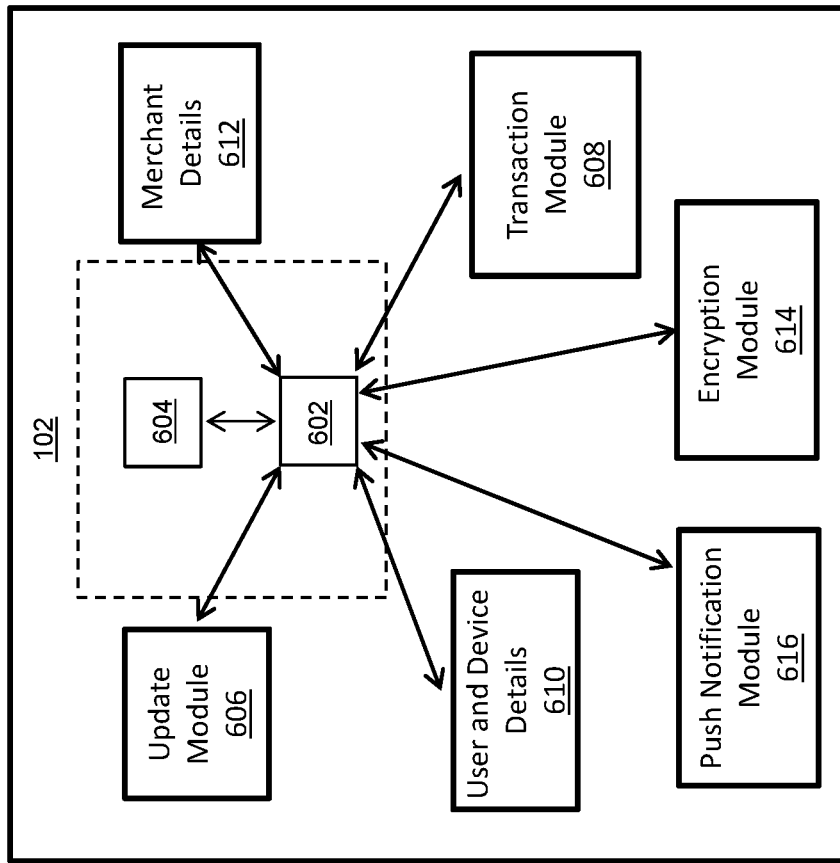 102
604
602
Update
Module
606
Merchant
Details
612
User and Device
Details
610
Transaction
Module
608
Push Notification
Module
616
Encryption
Module
614